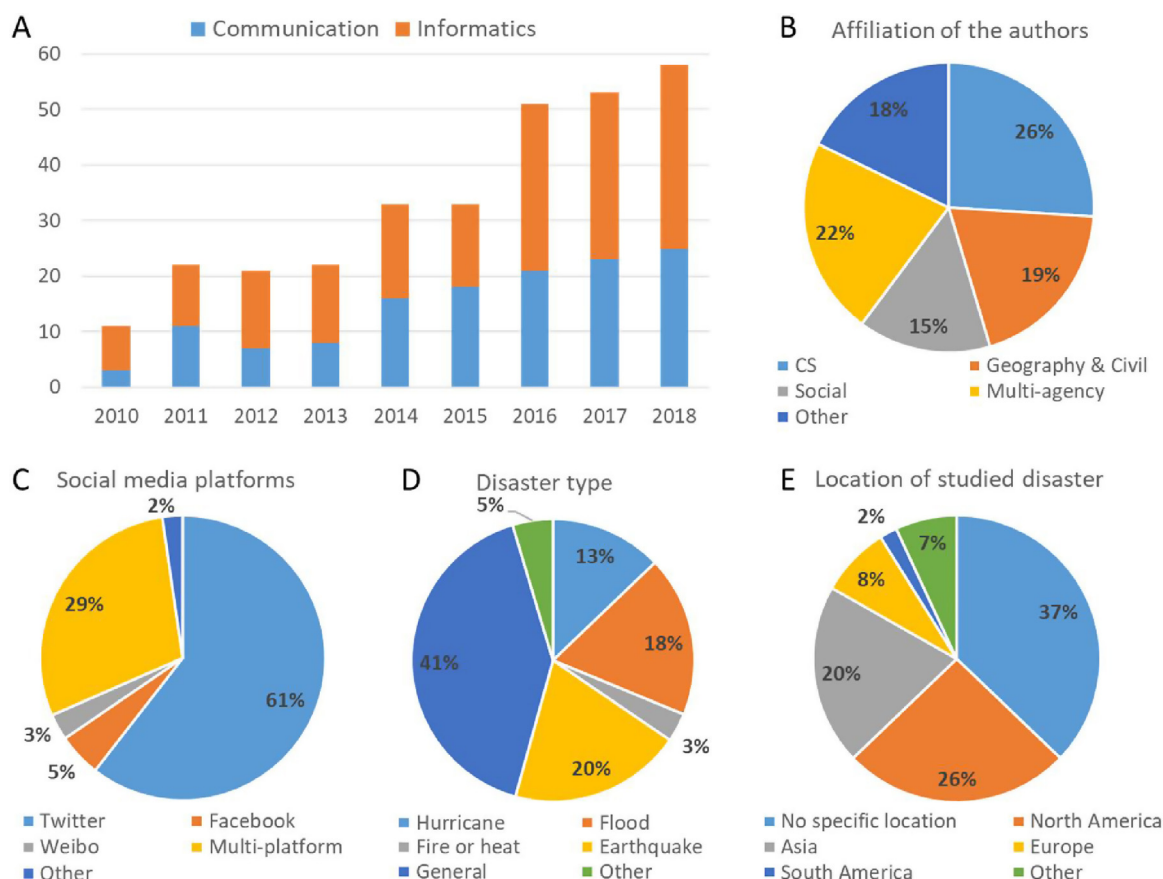 A
Communication Informatics
60
50
40
30
20
10
0
2010 2011 2012 2013 2014 2015 2016 2017 2018
B Affiliation of the authors
26%
19%
15%
22%
18%
CS Geography & Civil
Social Multi-agency
Other
C Social media platforms
2%
29%
61%
3%
5%
Twitter Facebook
Weibo Multi-platform
Other
D Disaster type
5%
13%
18%
41%
3%
20%
Hurricane Flood
Fire or heat Earthquake
General Other
E Location of studied disaster
2%
7%
8%
37%
20%
26%
No specific location North America
Asia Europe
South America Other